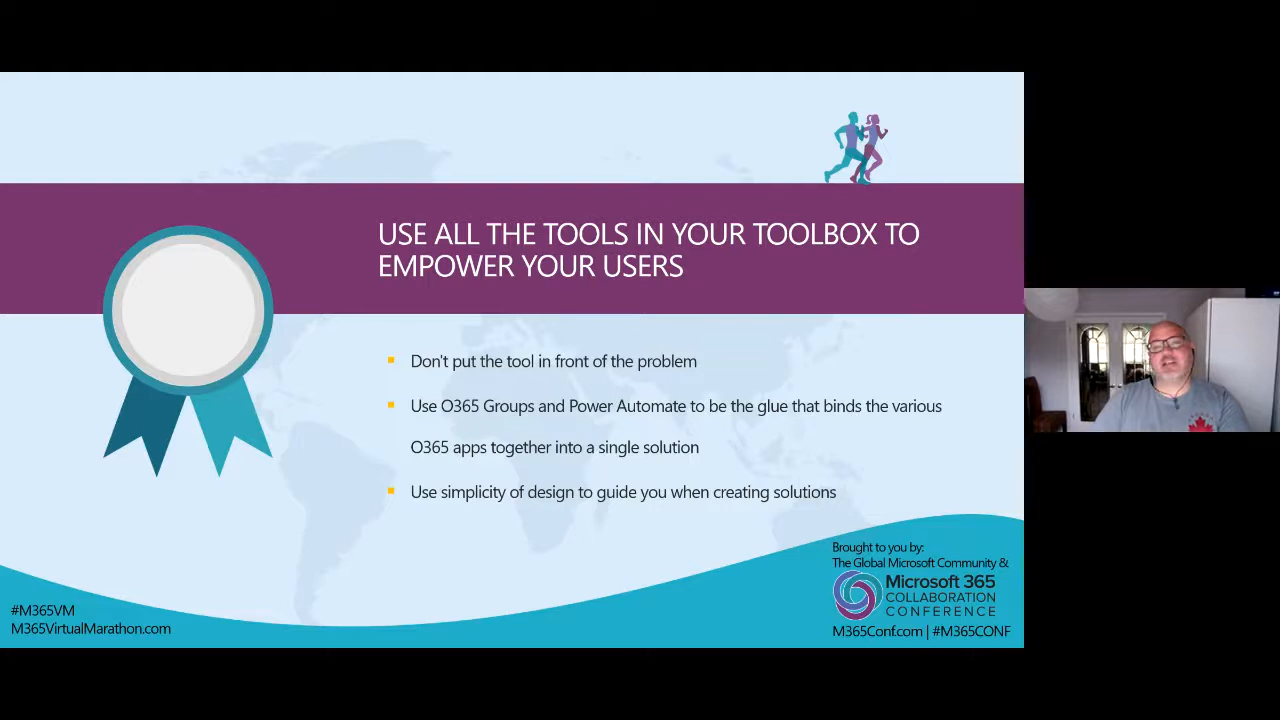 USE ALL THE TOOLS IN YOUR TOOLBOX TO
EMPOWER YOUR USERS
Don't put the tool in front of the problem
Use O365 Groups and Power Automate to be the glue that binds the various
O365 apps together into a single solution
Use simplicity of design to guide you when creating solutions
Brought to you by:
The Global Microsoft Community &
Microsoft 365
COLLABORATION
CONFERENCE
M365Conf.com | #M365CONF
#M365VM
M365VirtualMarathon.com